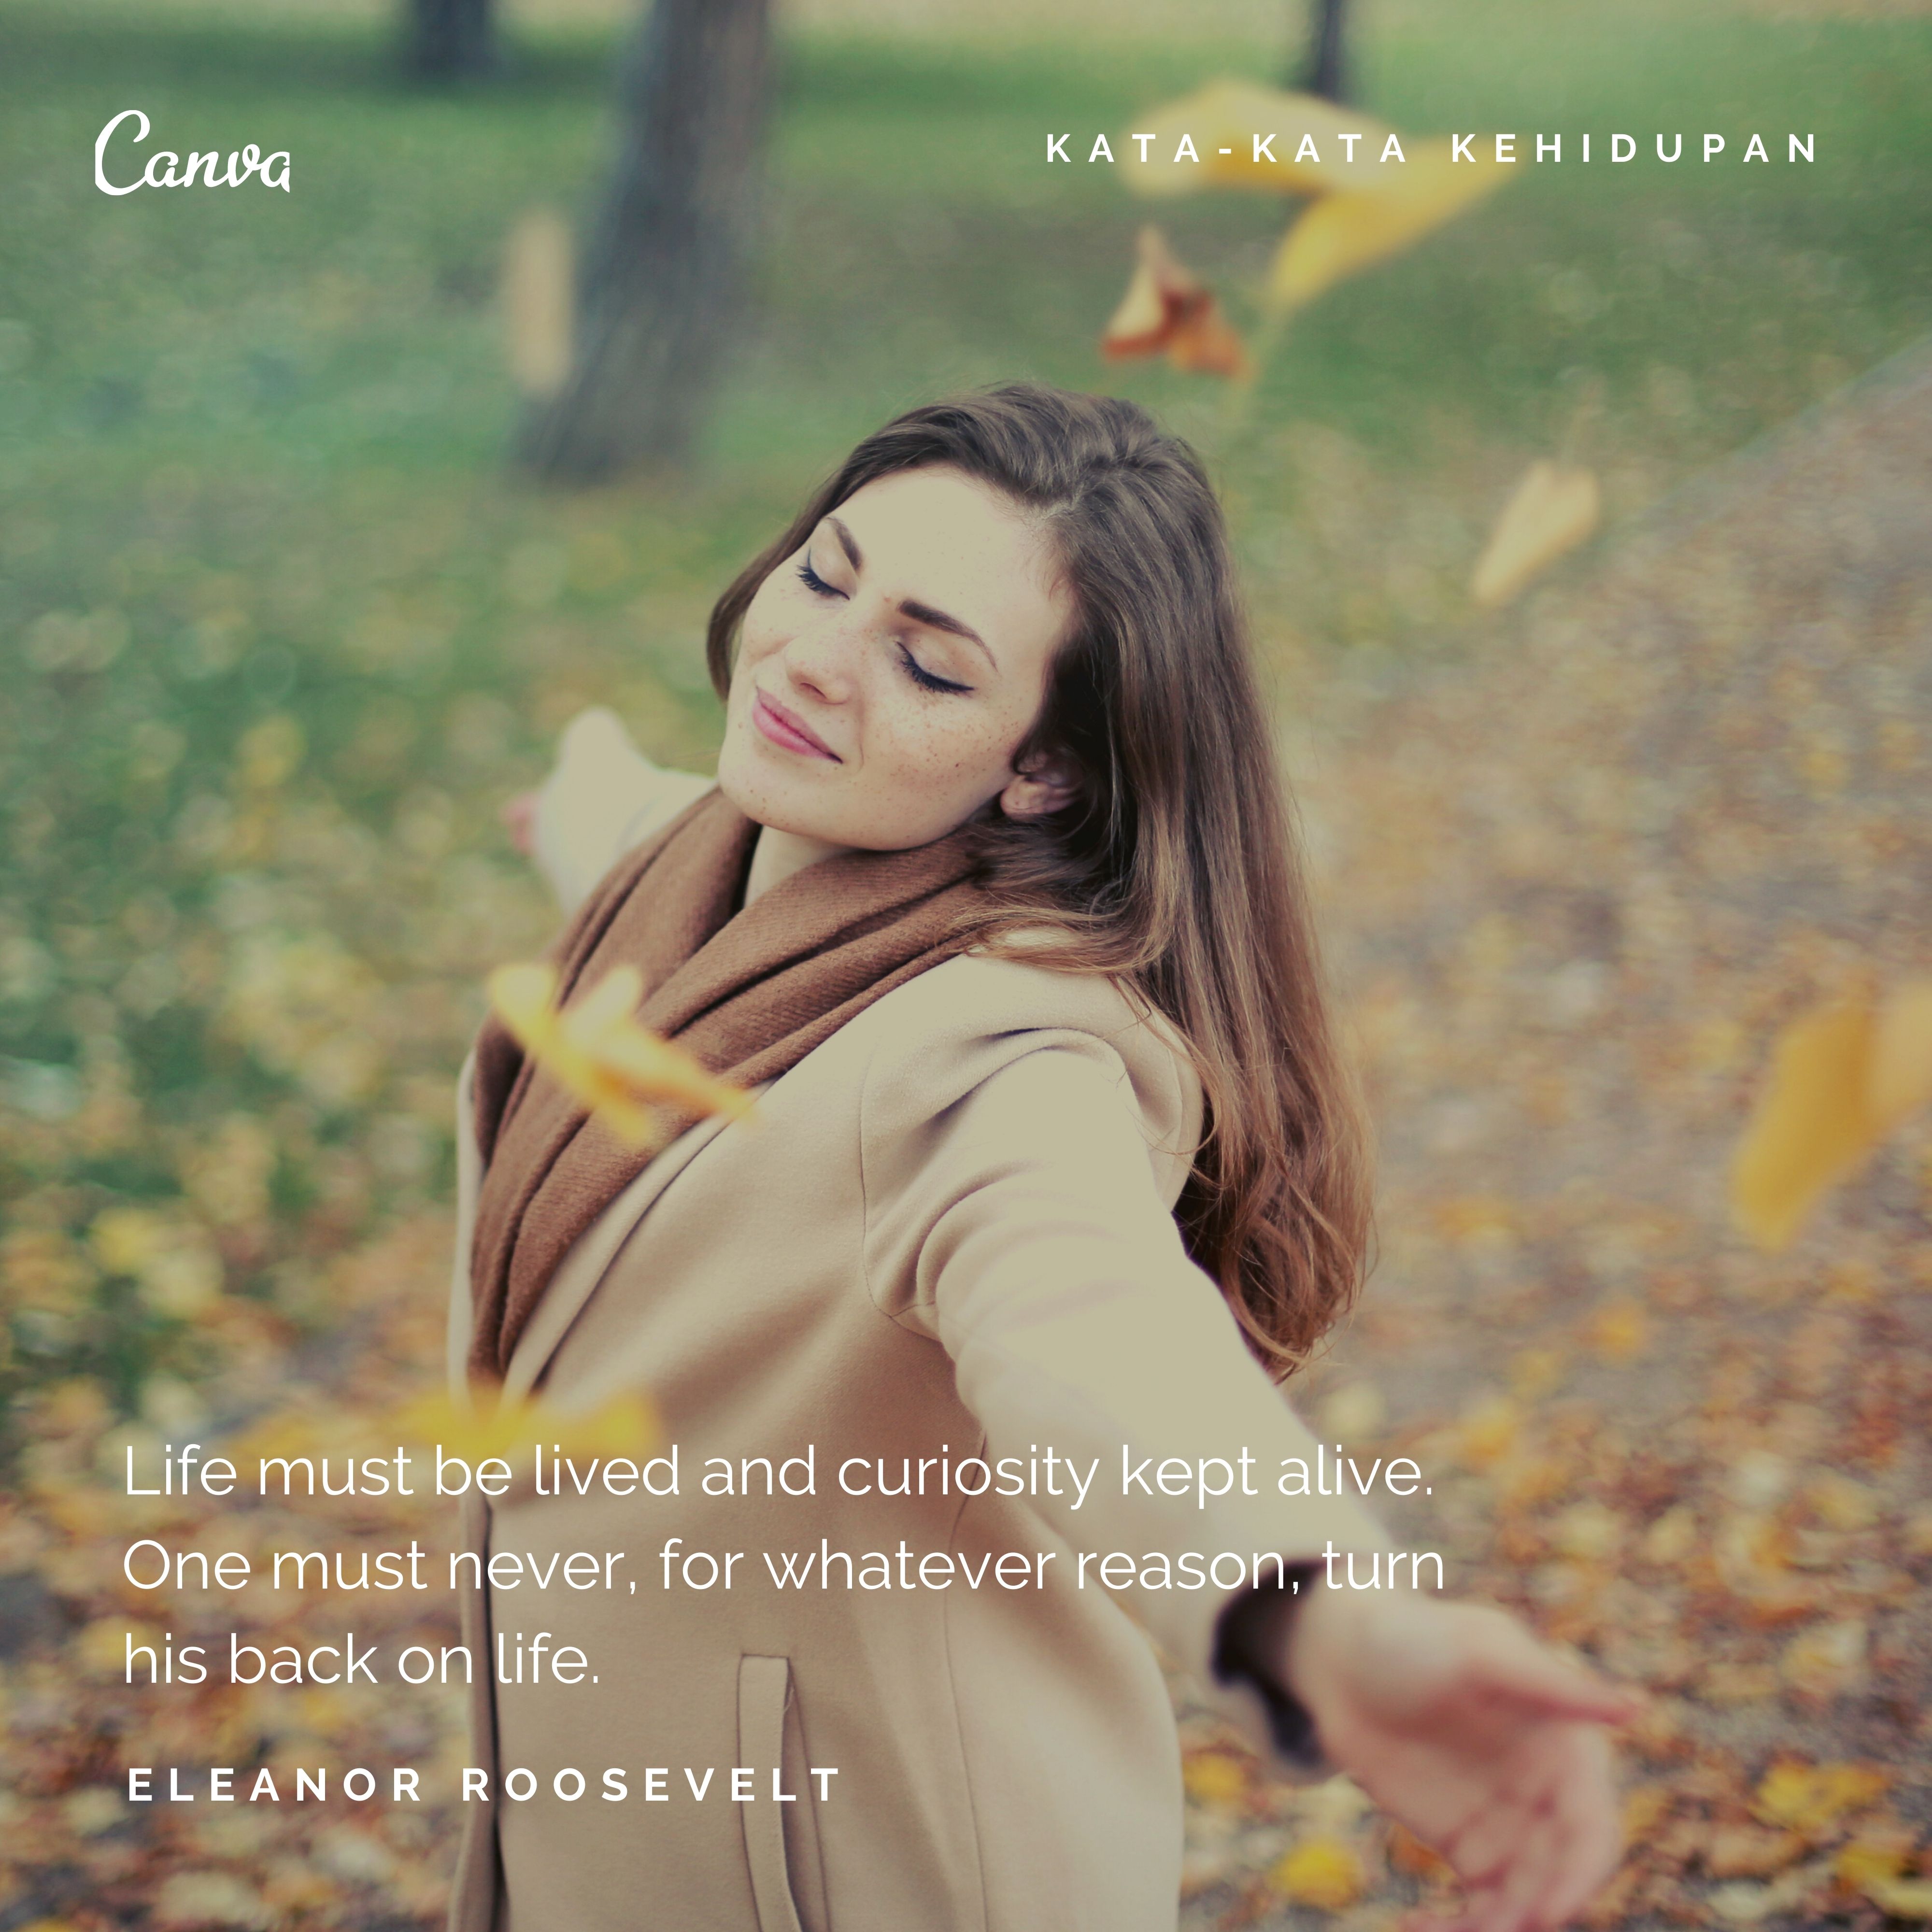 Canva
KATA-KATA KEHIDUPAN
Life must be lived and curiosity kept alive.
One must never, for whatever reason, turn
his back on life.
ELEANOR ROOSEVELT